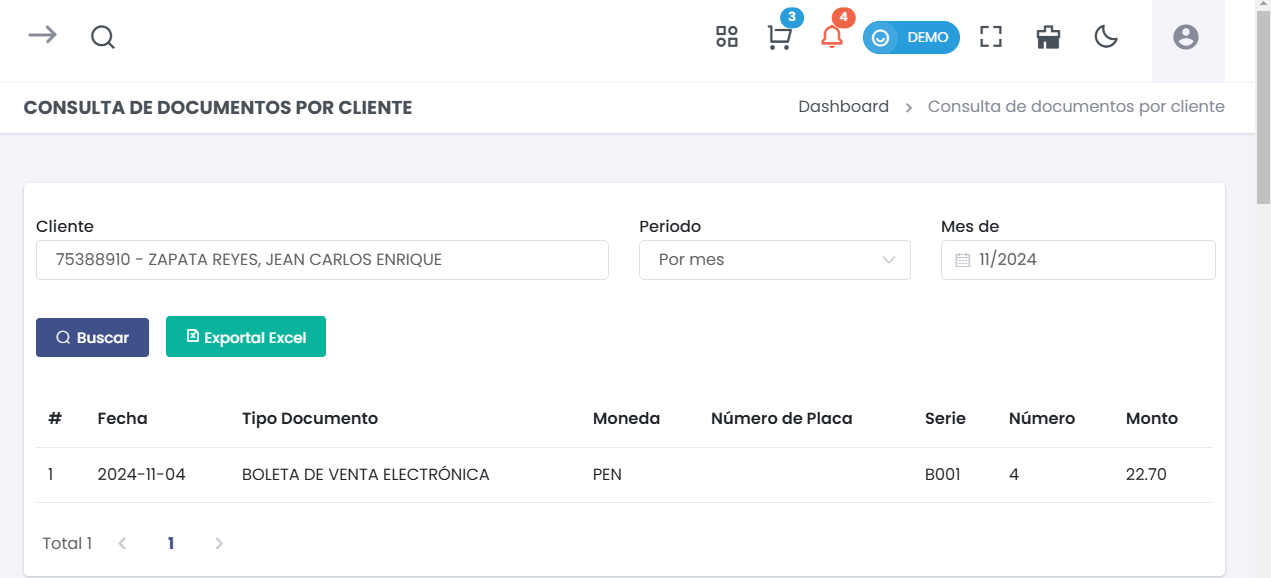 3
4
DEMO
CONSULTA DE DOCUMENTOS POR CLIENTE
Dashboard > Consulta de documentos por cliente
Cliente Periodo Mes de
75388910 - ZAPATA REYES, JEAN CARLOS ENRIQUE Por mes 11/2024
Buscar Exportal Excel
# Fecha Tipo Documento Moneda Número de Placa Serie Número Monto
1 2024-11-04 BOLETA DE VENTA ELECTRÓNICA PEN B001 4 22.70
Total 1 < 1 >